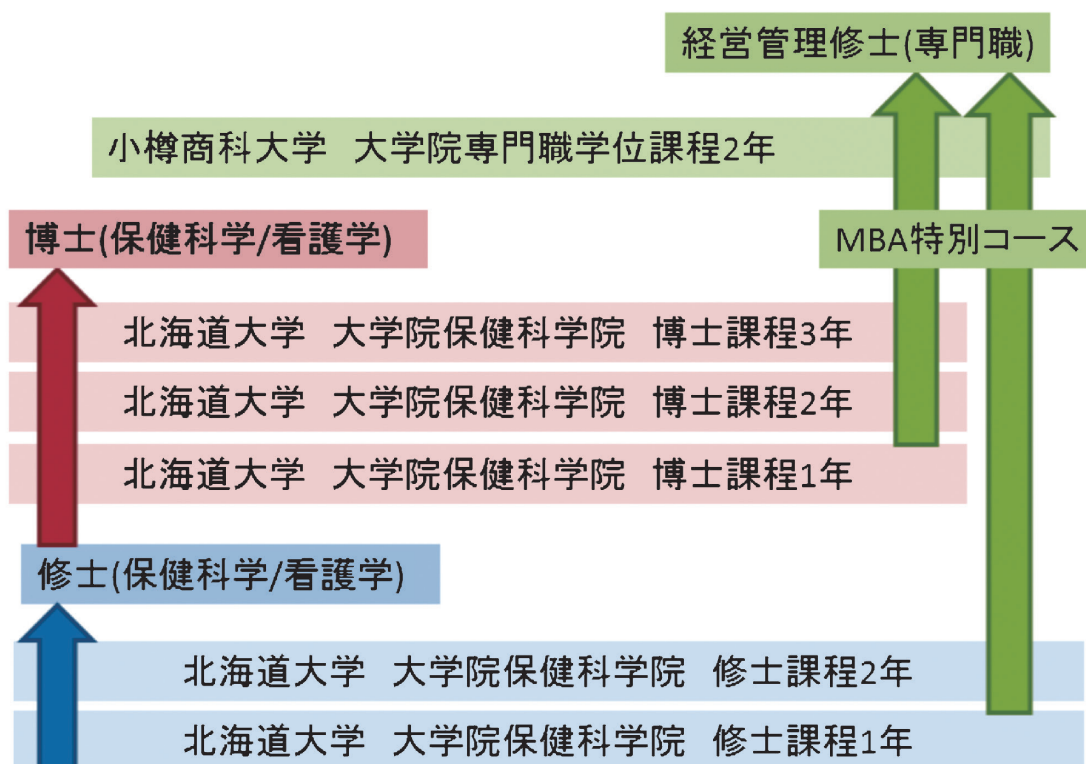 経営管理修士(専門職)
小樽商科大学 大学院専門職学位課程2年
博士(保健科学/看護学)
MBA特別コース
北海道大学 大学院保健科学院 博士課程3年
北海道大学 大学院保健科学院 博士課程2年
北海道大学 大学院保健科学院 博士課程1年
修士(保健科学/看護学)
北海道大学 大学院保健科学院 修士課程2年
北海道大学 大学院保健科学院 修士課程1年